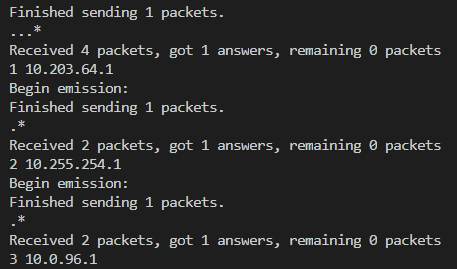 Finished sending 1 packets.
...*
Received 4 packets, got 1 answers, remaining 0 packets
1 10.203.64.1
Begin emission:
Finished sending 1 packets.
.*
Received 2 packets, got 1 answers, remaining 0 packets
2 10.255.254.1
Begin emission:
Finished sending 1 packets.
.*
Received 2 packets, got 1 answers, remaining 0 packets
3 10.0.96.1